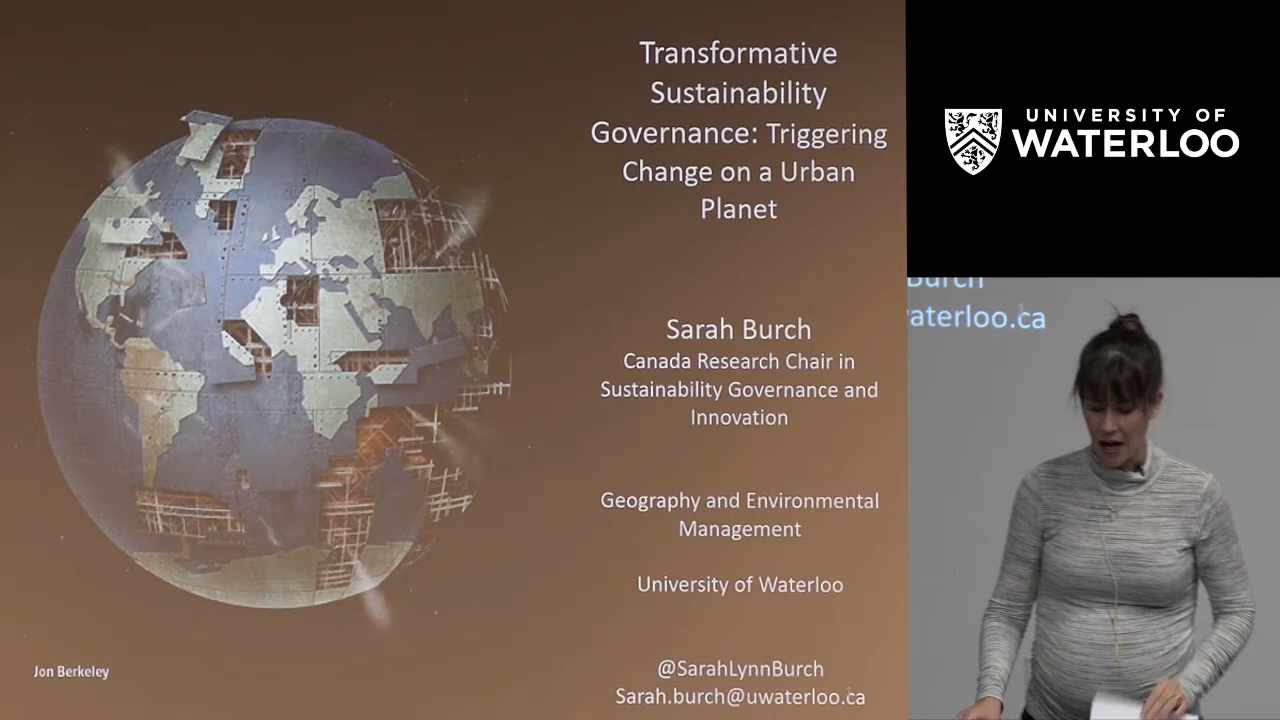 Transformative
Sustainability
Governance: Triggering
Change on a Urban
Planet
Sarah Burch
Canada Research Chair in
Sustainability Governance and
Innovation
Geography and Environmental
Management
University of Waterloo
@SarahLynnBurch
Sarah.burch@uwaterloo.ca
Jon Berkeley
UNIVERSITY OF
WATERLOO
Burch
waterloo.ca